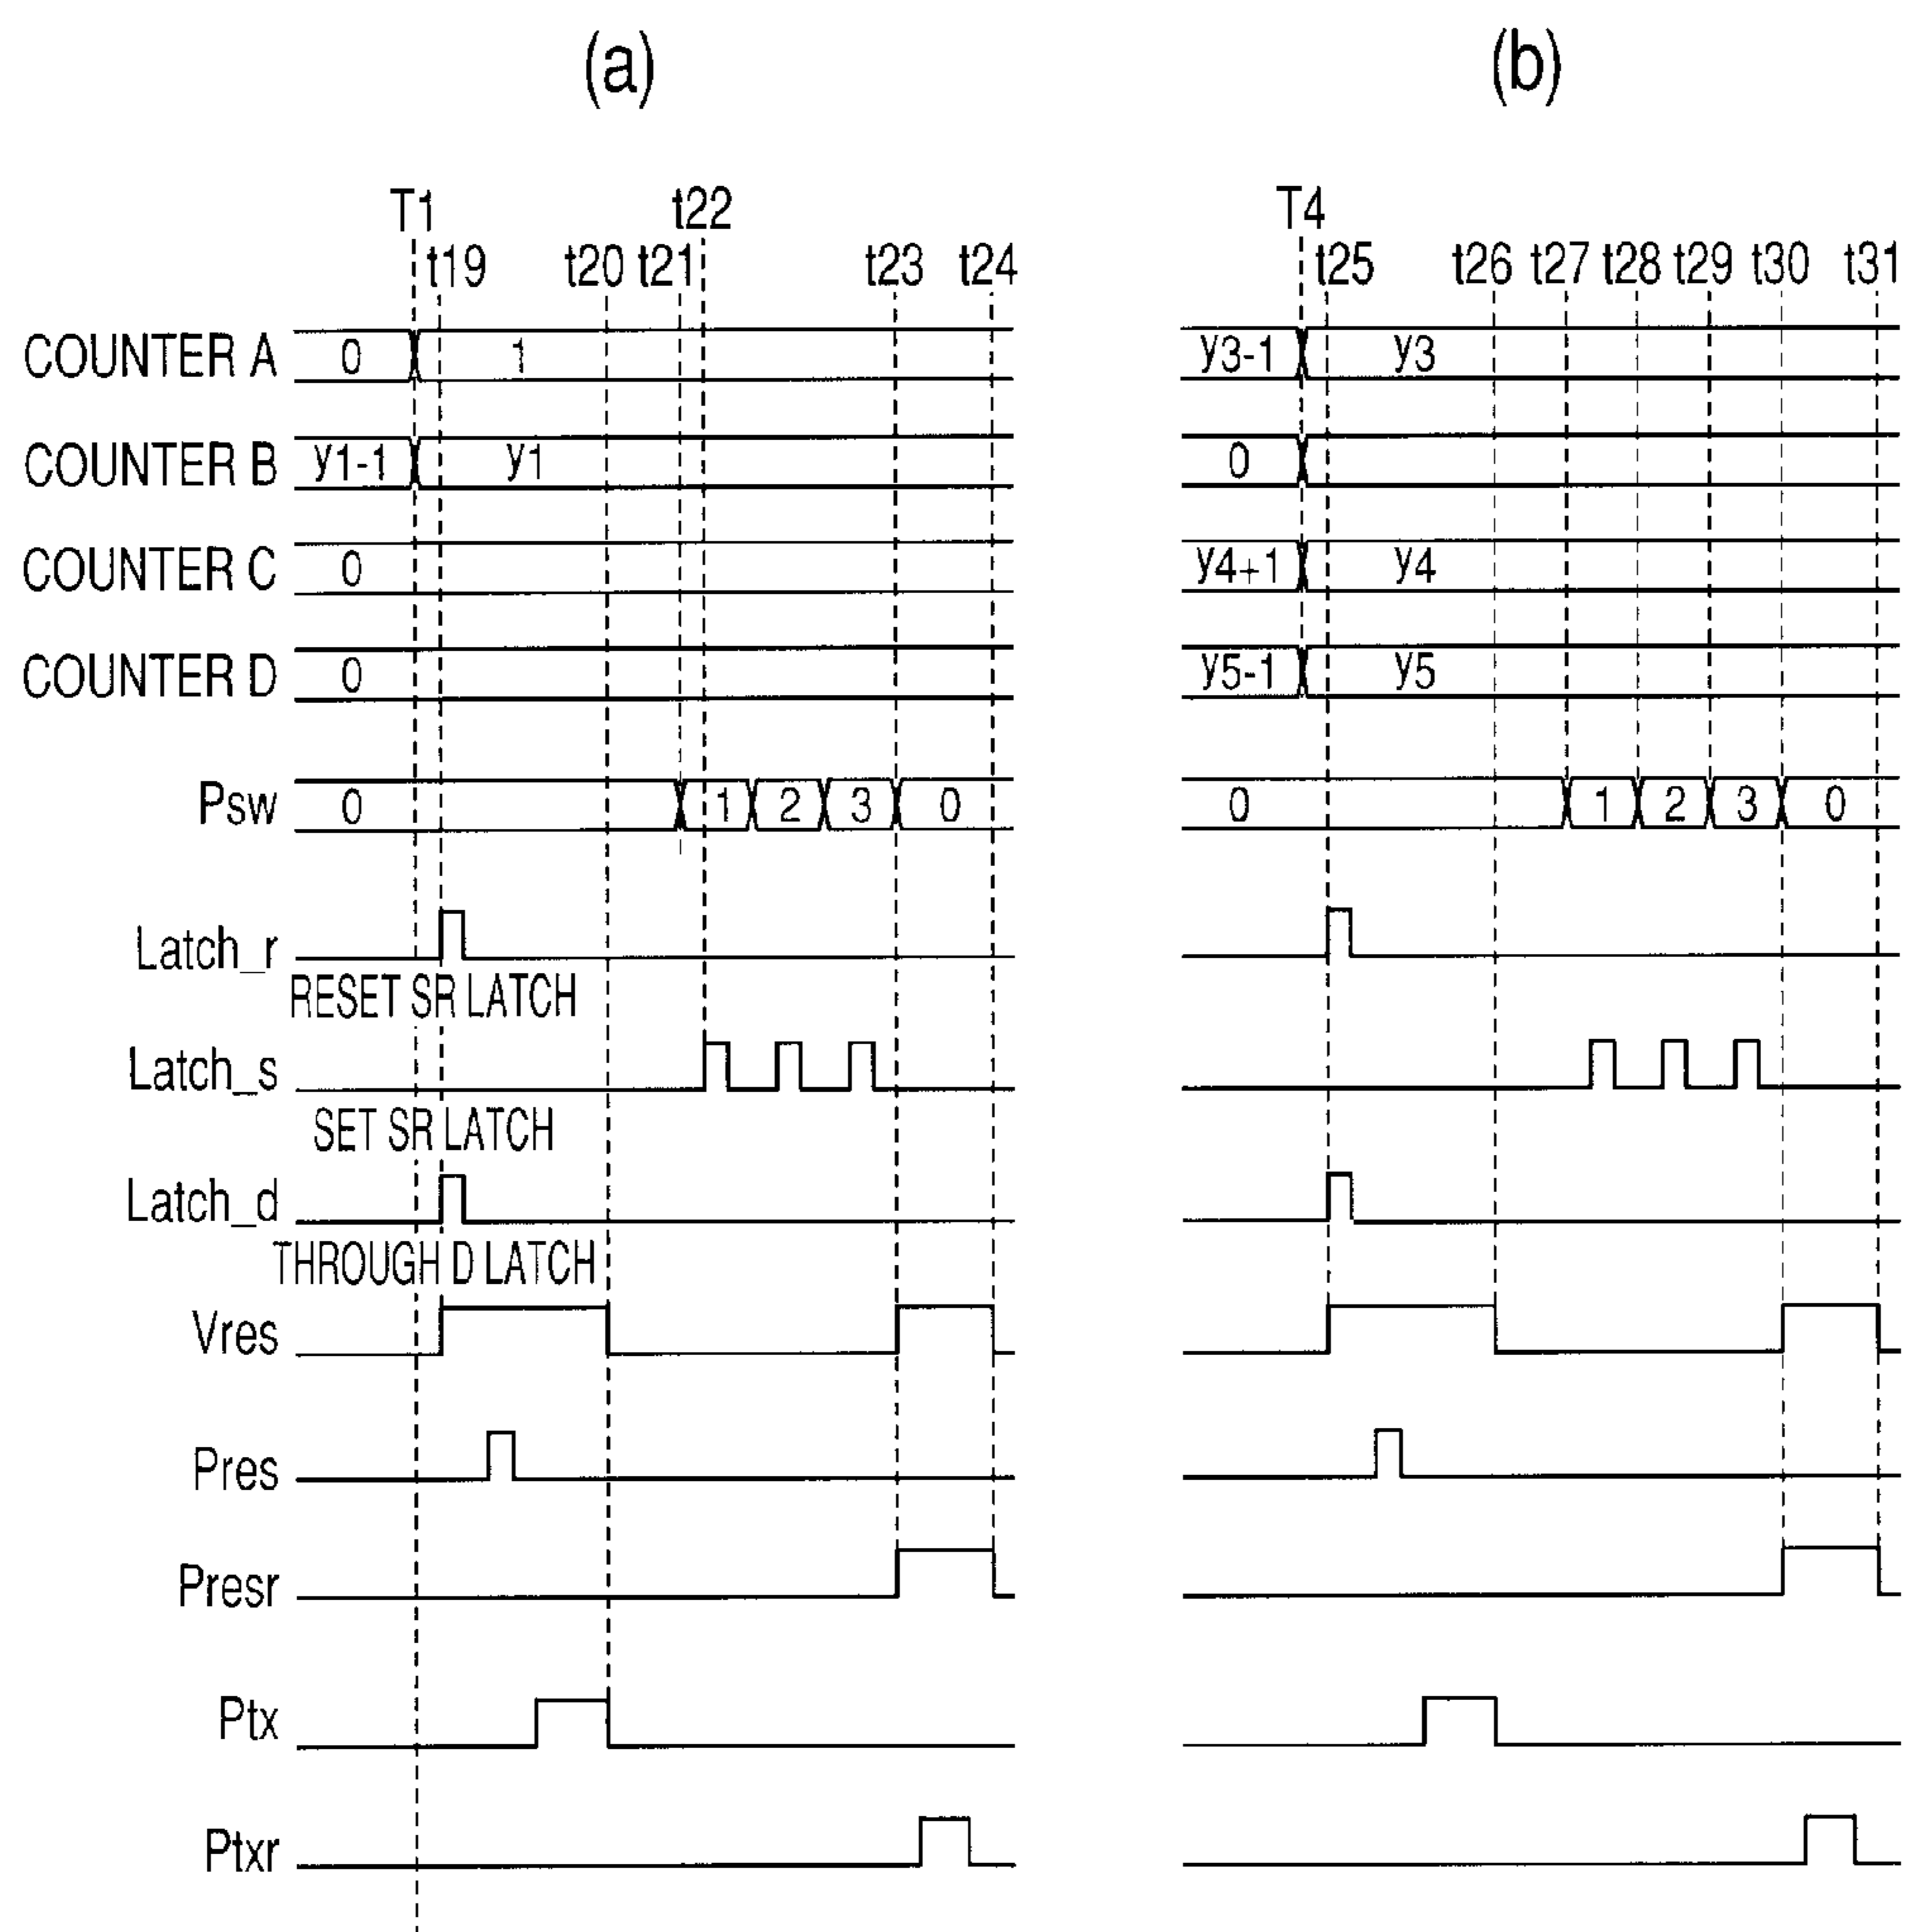 (a) (b)
T1 t22 T4
t19 t20 t21 t23 t24 t25 t26 t27 t28 t29 t30 t31
COUNTER A 0 1 y3-1 y3
COUNTER B y1-1 y1 0
COUNTER C 0 y4+1 y4
COUNTER D 0 y5-1 y5
Psw 0 1 2 3 0 0 1 2 3 0
Latch_r
RESET SR LATCH
Latch_s
SET SR LATCH
Latch_d
THROUGH D LATCH
Vres
Pres
Presr
Ptx
Ptxr